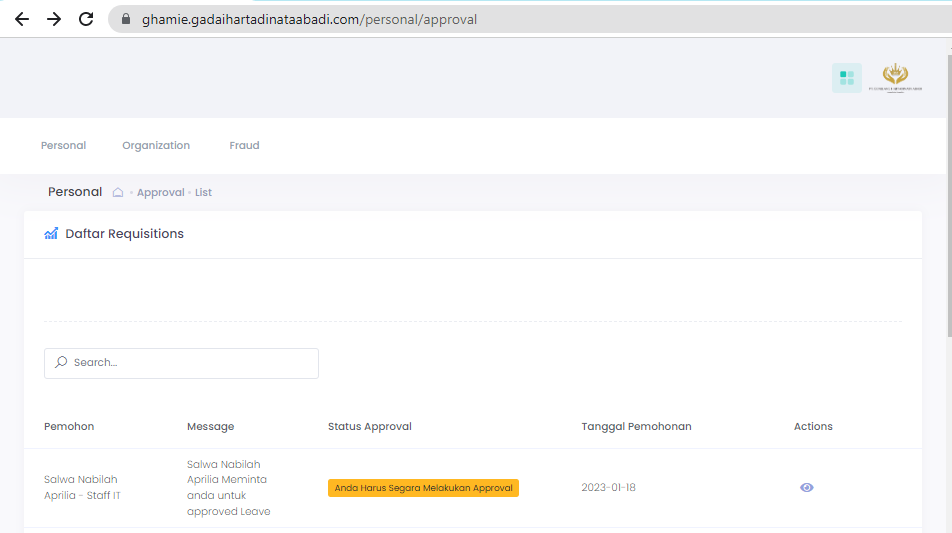 ghamie.gadaihartadinataabadi.com/personal/approval
Personal Organization Fraud
Personal • Approval • List
Daftar Requisitions
Search...
Pemohon Message Status Approval Tanggal Pemohonan Actions
Salwa Nabilah
Aprilia - Staff IT
Salwa Nabilah
Aprilia Meminta
anda untuk
approved Leave
Anda Harus Segara Melakukan Approval
2023-01-18